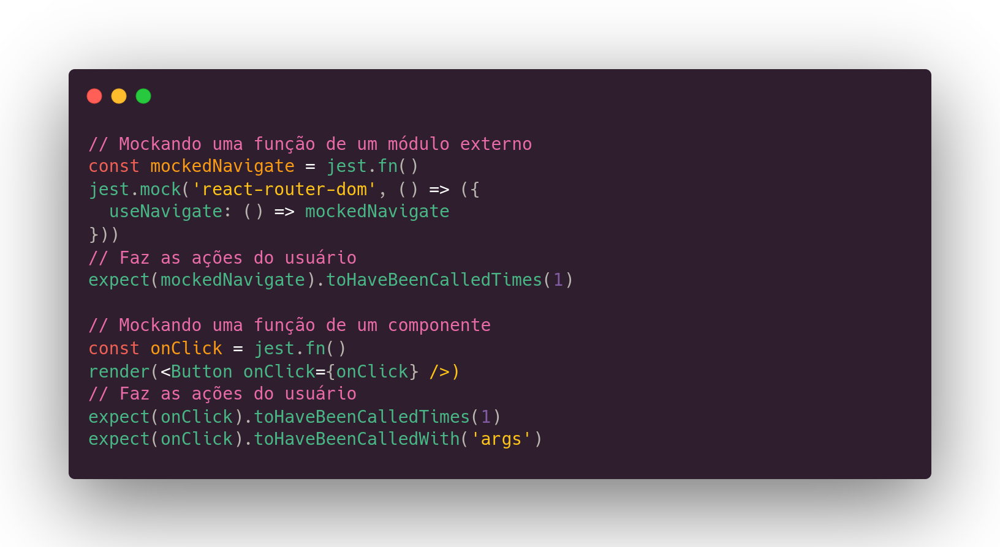 // Mockando uma função de um módulo externo
const mockedNavigate = jest.fn()
jest.mock('react-router-dom', () => ({
  useNavigate: () => mockedNavigate
}))
// Faz as ações do usuário
expect(mockedNavigate).toHaveBeenCalledTimes(1)

// Mockando uma função de um componente
const onClick = jest.fn()
render(<Button onClick={onClick} />)
// Faz as ações do usuário
expect(onClick).toHaveBeenCalledTimes(1)
expect(onClick).toHaveBeenCalledWith('args')